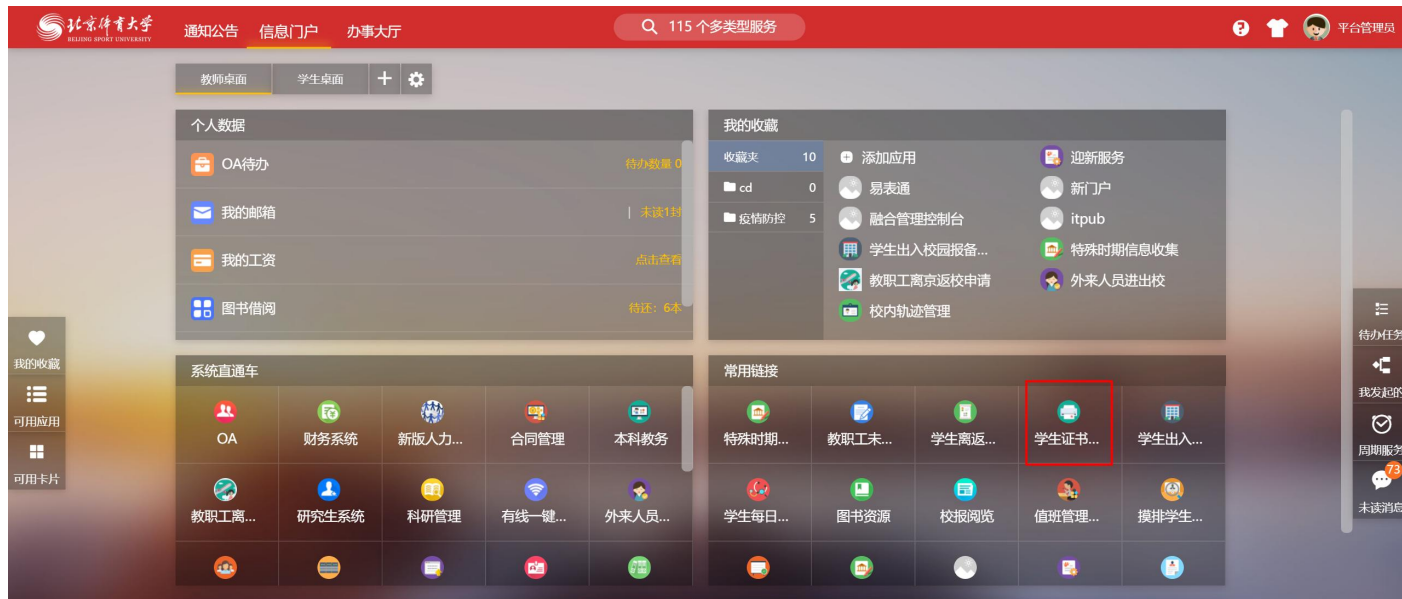 北京体育大学
BEIJING SPORT UNIVERSITY
通知公告 信息门户 办事大厅
115 个多类型服务
平台管理员
教师桌面 学生桌面
个人数据
OA待办 待办数量 0
我的邮箱 | 未读1封
我的工资 点击查看
图书借阅 待还: 6本
我的收藏
收藏夹 10
cd 0
疫情防控 5
添加应用 迎新服务
易表通 新门户
融合管理控制台 itpub
学生出入校园报备... 特殊时期信息收集
教职工离京返校申请 外来人员进出校
校内轨迹管理
我的收藏
可用应用
可用卡片
系统直通车
OA 财务系统 新版人力... 合同管理 本科教务
教职工离... 研究生系统 科研管理 有线一键... 外来人员...
常用链接
特殊时期... 教职工未... 学生离返... 学生证书... 学生出入...
学生每日... 图书资源 校报阅览 值班管理... 摸排学生...
待办任务
我发起的
周期服务
73
未读消息